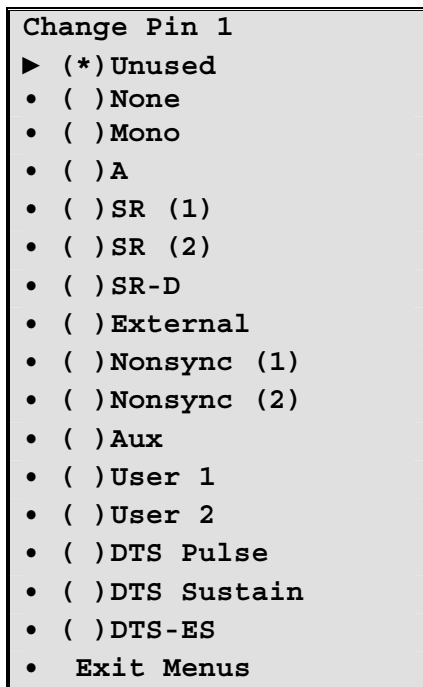 Change Pin 1
► (*)Unused
• ( )None
• ( )Mono
• ( )A
• ( )SR (1)
• ( )SR (2)
• ( )SR-D
• ( )External
• ( )Nonsync (1)
• ( )Nonsync (2)
• ( )Aux
• ( )User 1
• ( )User 2
• ( )DTS Pulse
• ( )DTS Sustain
• ( )DTS-ES
• Exit Menus